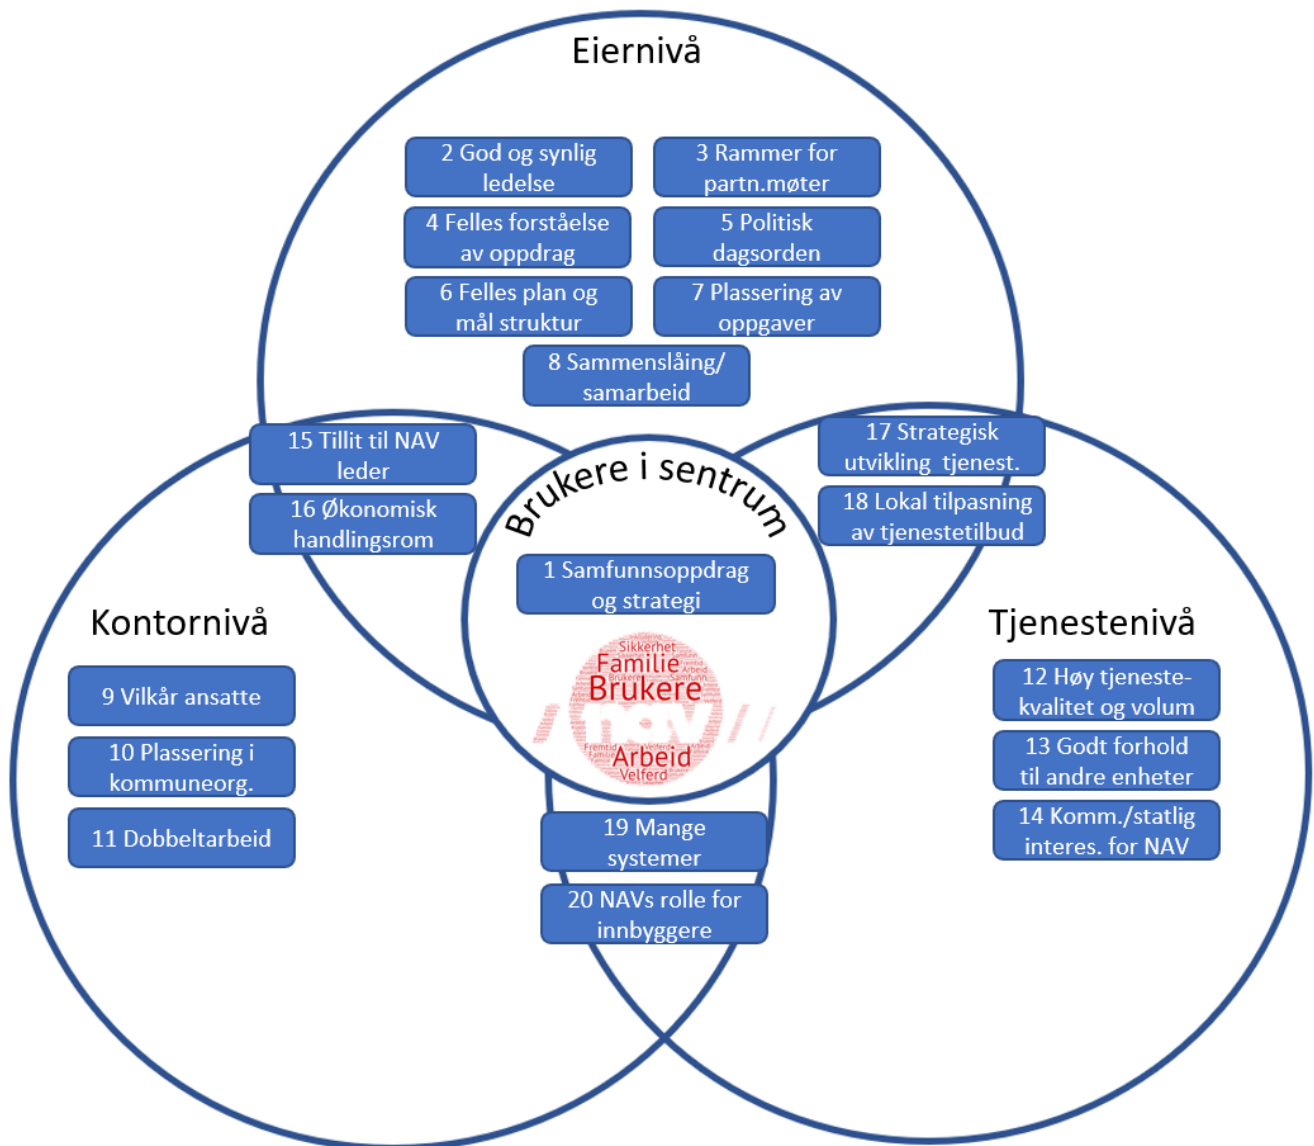 Eiernivå
2 God og synlig
ledelse
3 Rammer for
partn.møter
4 Felles forståelse
av oppdrag
5 Politisk
dagsorden
6 Felles plan og
mål struktur
7 Plassering av
oppgaver
8 Sammenslåing/
samarbeid
15 Tillit til NAV
leder
16 Økonomisk
handlingsrom
17 Strategisk
utvikling tjenest.
18 Lokal tilpasning
av tjenestetilbud
Brukere i sentrum
1 Samfunnsoppdrag
og strategi
Sikkerhet
Familie
Brukere
nav
Arbeid
Velferd
Kontornivå
9 Vilkår ansatte
10 Plassering i
kommuneorg.
11 Dobbeltarbeid
Tjenestenivå
12 Høy tjeneste-
kvalitet og volum
13 Godt forhold
til andre enheter
14 Komm./statlig
interes. for NAV
19 Mange
systemer
20 NAVs rolle for
innbyggere